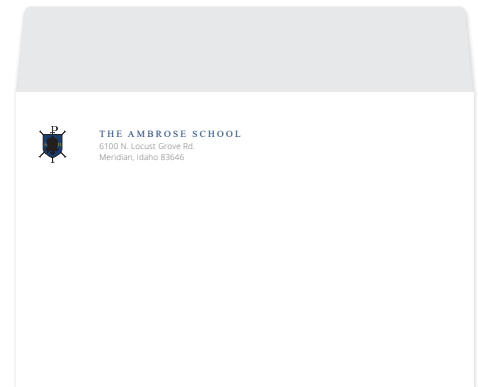 THE AMBROSE SCHOOL
6100 N. Locust Grove Rd.
Meridian, Idaho 83646